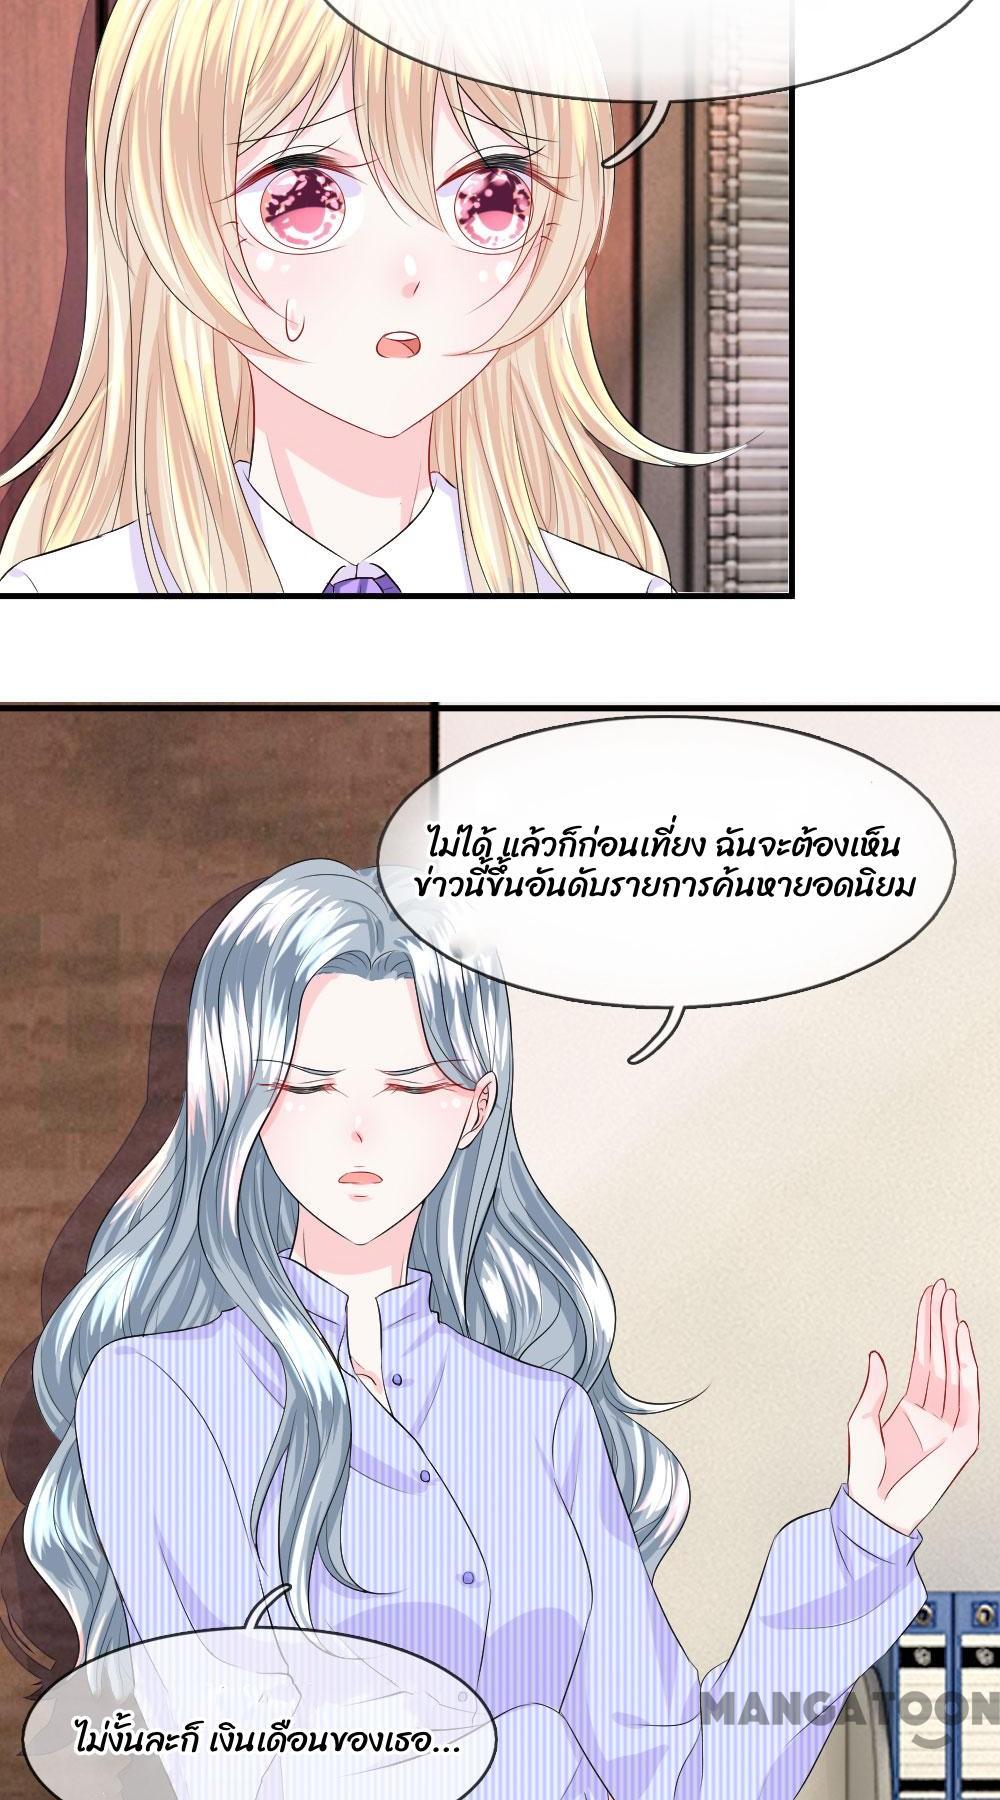 ไม่ได้ แล้วก็ก่อนเที่ยง ฉันจะต้องเห็น
ข่าวนี้ขึ้นอันดับรายการค้นหายอดนิยม
MANGATOON
ไม่งั้นละก็ เงินเดือนของเธอ...